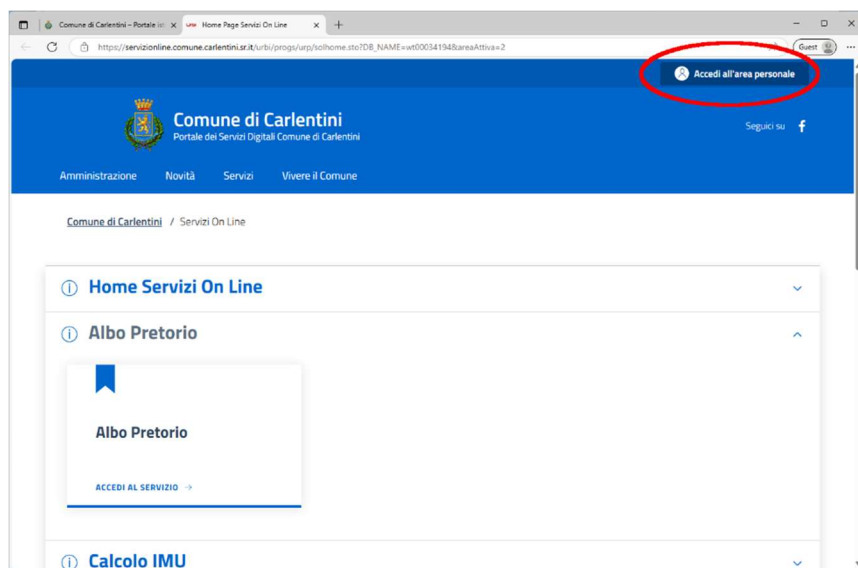 Comune di Carlentini – Portale is
Home Page Servizi On Line
https://servizionline.comune.carlentini.sr.it/urbi/progs/urp/solhome.sto?DB_NAME=wt00034194&areaAttiva=2
Guest
Accedi all'area personale
Comune di Carlentini
Portale dei Servizi Digitali Comune di Carlentini
Seguici su
Amministrazione Novità Servizi Vivere il Comune
Comune di Carlentini / Servizi On Line
Home Servizi On Line
Albo Pretorio
Albo Pretorio
ACCEDI AL SERVIZIO →
Calcolo IMU